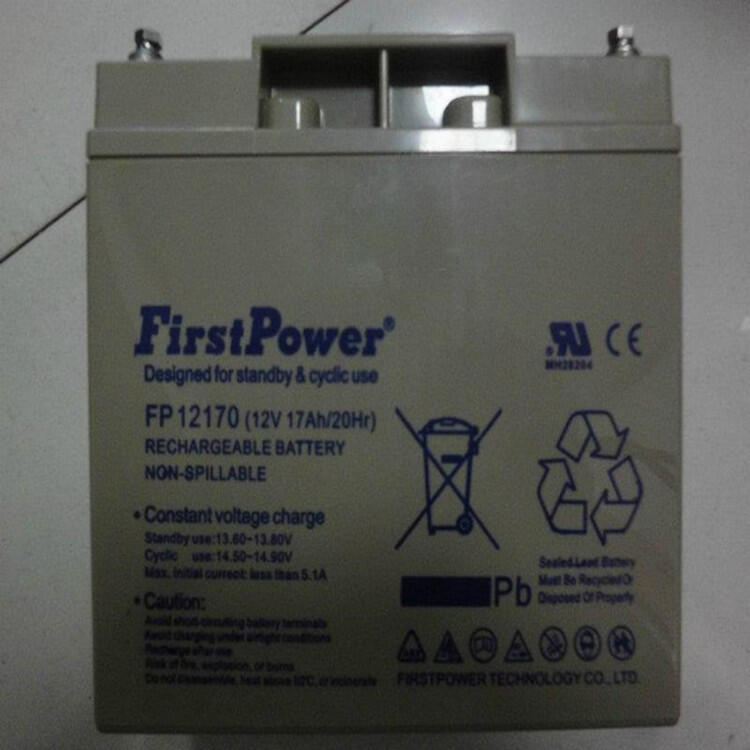 FirstPower®
Designed for standby & cyclic use
FP12170 (12V 17Ah/20Hr)
RECHARGEABLE BATTERY
NON-SPILLABLE
• Constant voltage charge
Standby use: 13.60~13.80V
Cyclic use: 14.50~14.90V
Max. initial current: less than 5.1A
• Caution:
Avoid short-circuiting battery terminals
Avoid charging under airtight conditions
Recharge after use
Risk of fire, explosion, or burns
Do not disassemble, heat above 50°C, or incinerate
RU CE
MH28204
Pb
Sealed Lead Battery
Must Be Recycled Or
Disposed Of Properly
FIRSTPOWER TECHNOLOGY CO., LTD.